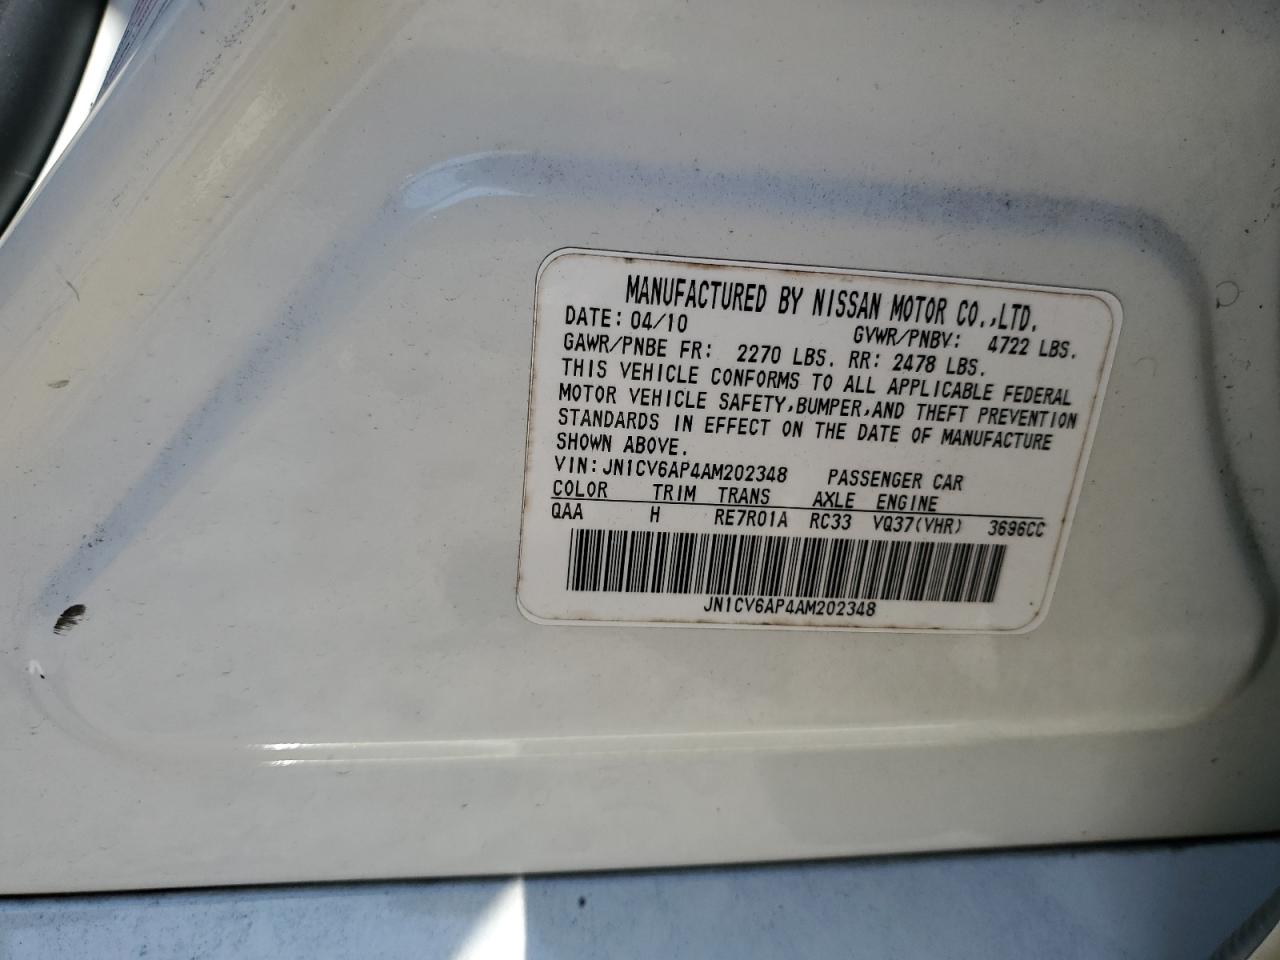 MANUFACTURED BY NISSAN MOTOR CO.,LTD.
DATE: 04/10 GVWR/PNBV: 4722 LBS.
GAWR/PNBE FR: 2270 LBS. RR: 2478 LBS.
THIS VEHICLE CONFORMS TO ALL APPLICABLE FEDERAL
MOTOR VEHICLE SAFETY,BUMPER,AND THEFT PREVENTION
STANDARDS IN EFFECT ON THE DATE OF MANUFACTURE
SHOWN ABOVE.
VIN: JN1CV6AP4AM202348 PASSENGER CAR
COLOR TRIM TRANS AXLE ENGINE
QAA H RE7R01A RC33 VQ37(VHR) 3696CC
JN1CV6AP4AM202348